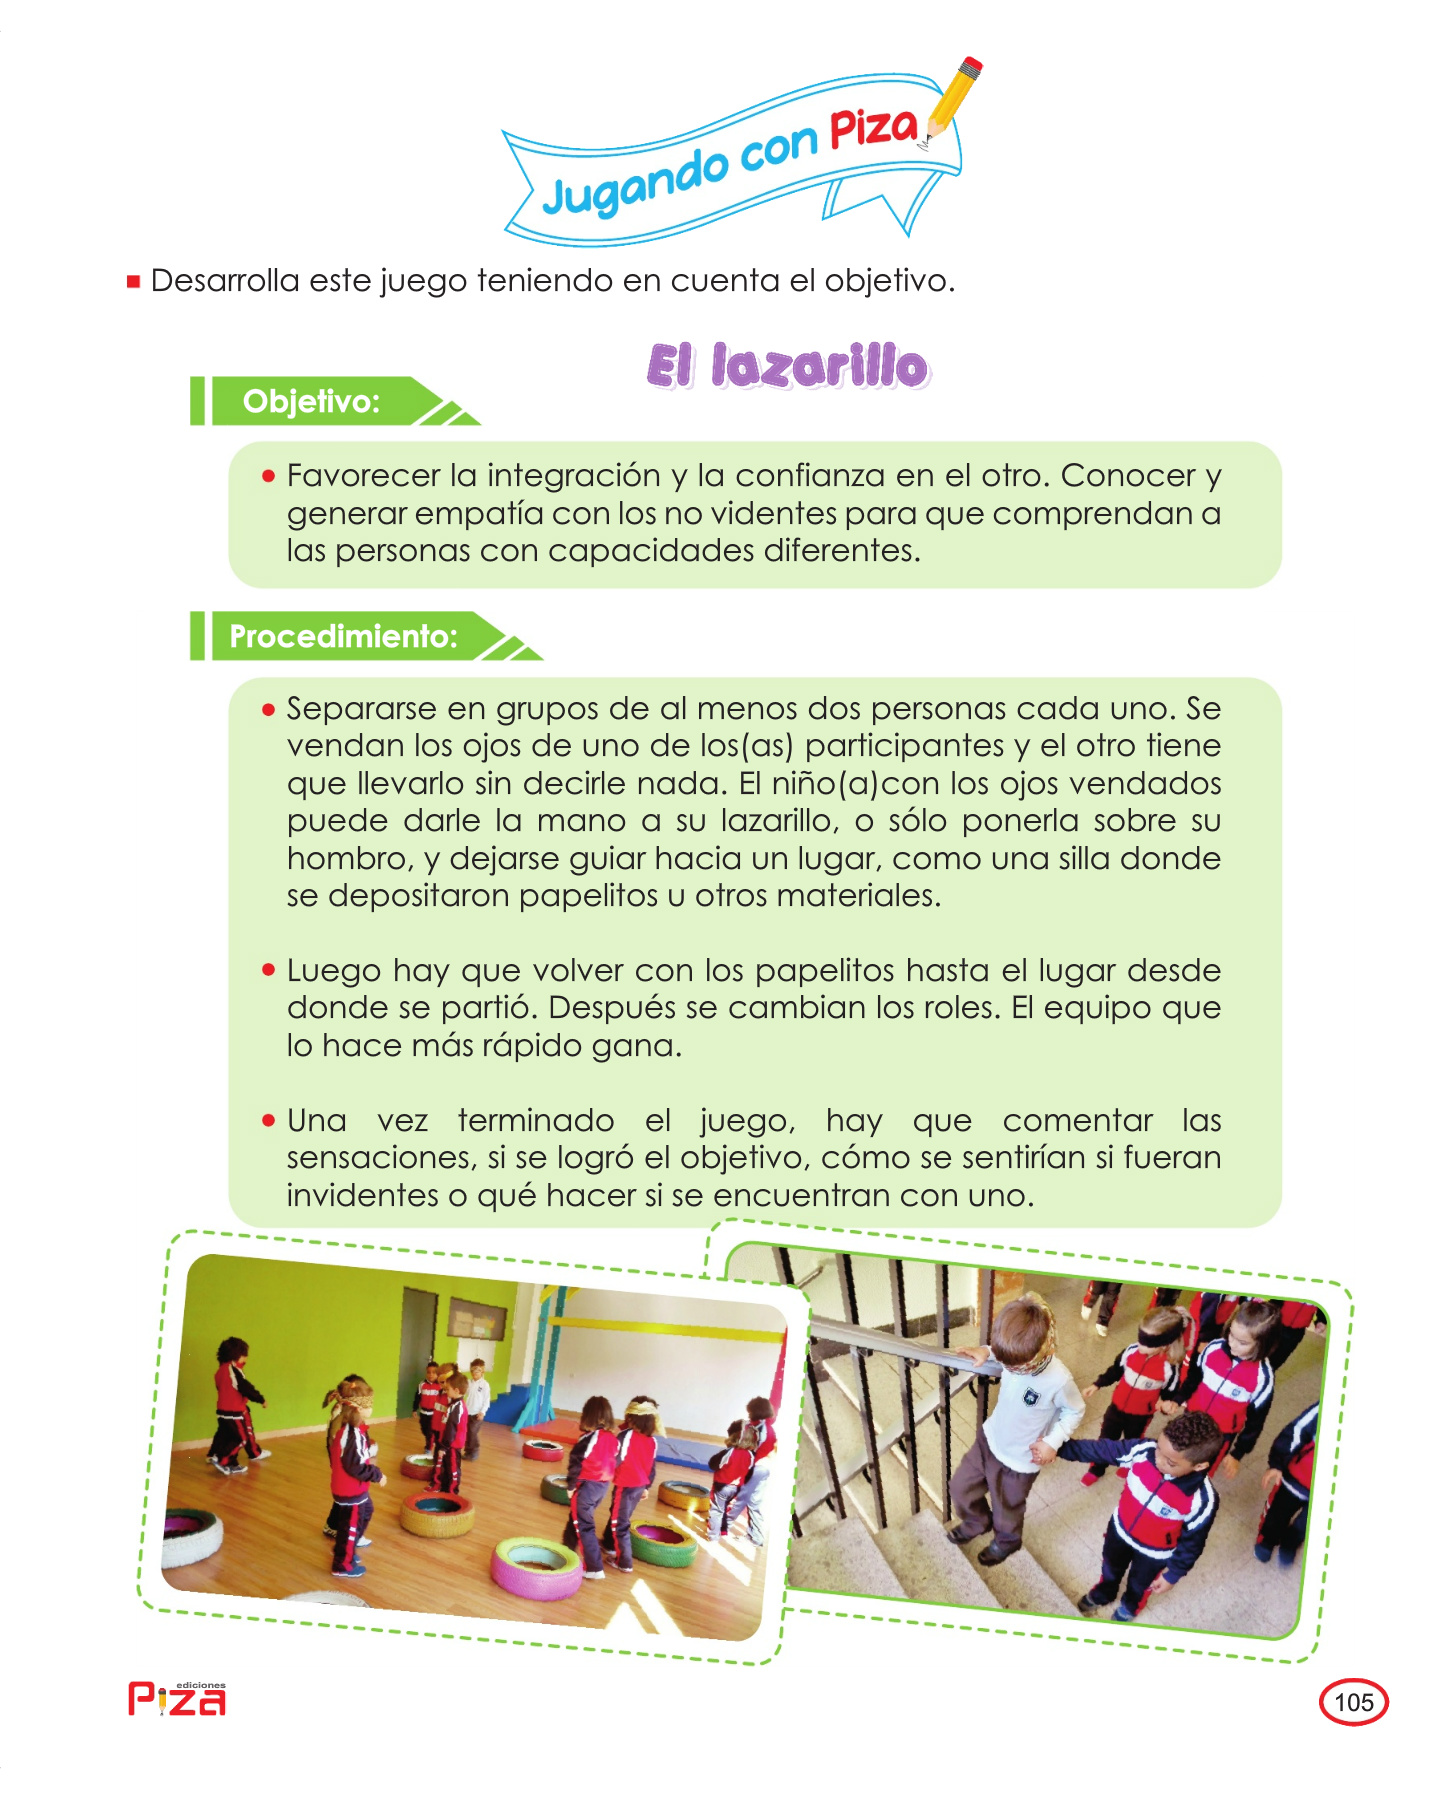 Jugando con Piza
Desarrolla este juego teniendo en cuenta el objetivo.
El lazarillo
Objetivo:
Favorecer la integración y la confianza en el otro. Conocer y
generar empatía con los no videntes para que comprendan a
las personas con capacidades diferentes.
Procedimiento:
Separarse en grupos de al menos dos personas cada uno. Se
vendan los ojos de uno de los(as) participantes y el otro tiene
que llevarlo sin decirle nada. El niño(a)con los ojos vendados
puede darle la mano a su lazarillo, o sólo ponerla sobre su
hombro, y dejarse guiar hacia un lugar, como una silla donde
se depositaron papelitos u otros materiales.
Luego hay que volver con los papelitos hasta el lugar desde
donde se partió. Después se cambian los roles. El equipo que
lo hace más rápido gana.
Una vez terminado el juego, hay que comentar las
sensaciones, si se logró el objetivo, cómo se sentirían si fueran
invidentes o qué hacer si se encuentran con uno.
ediciones
Piza
105